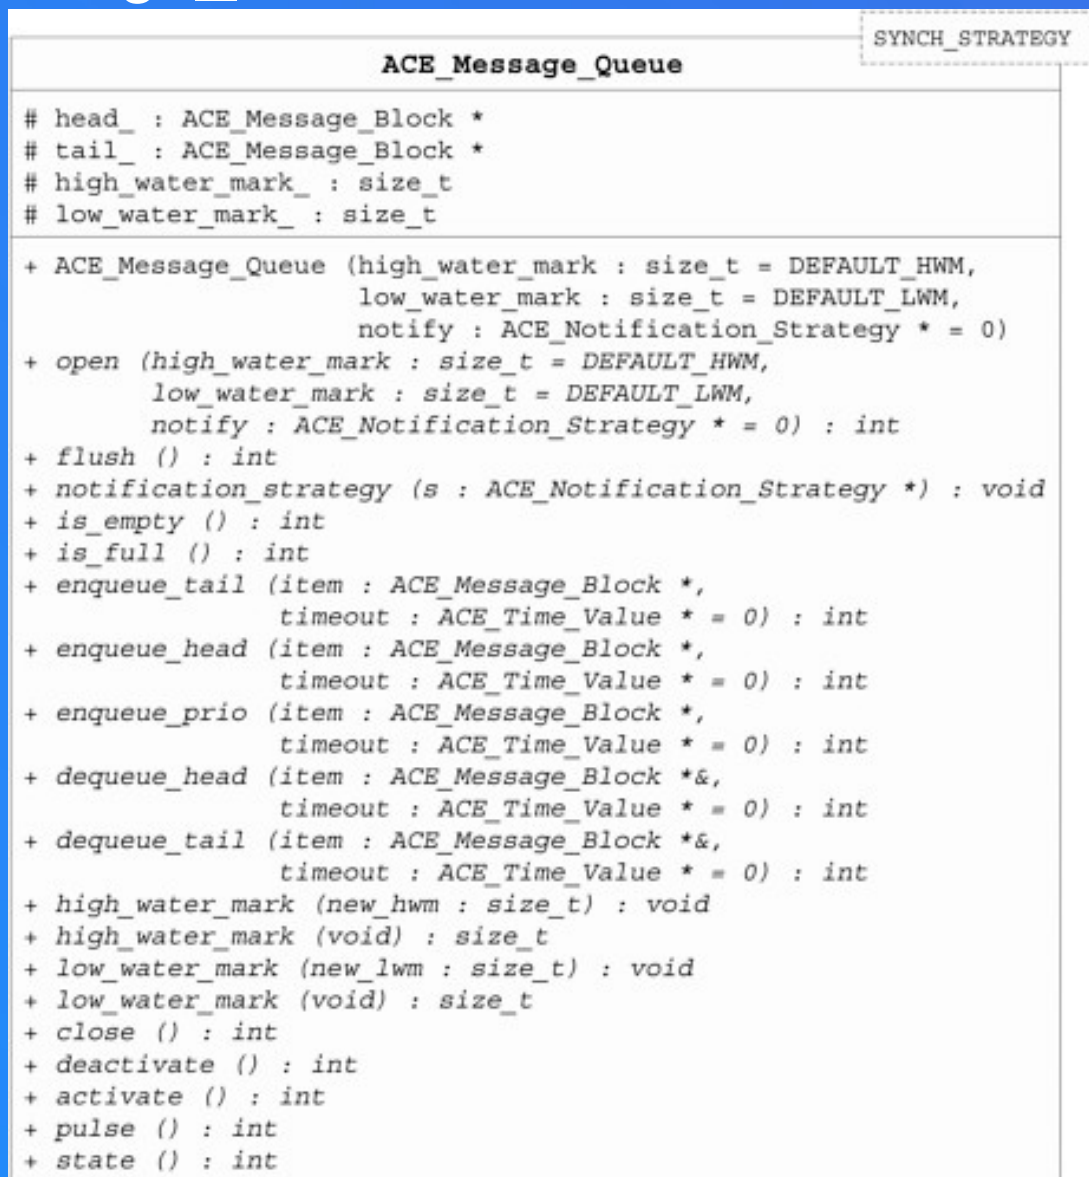 SYNCH_STRATEGY
ACE_Message_Queue
# head_ : ACE_Message_Block *
# tail_ : ACE_Message_Block *
# high_water_mark_ : size_t
# low_water_mark_ : size_t
+ ACE_Message_Queue (high_water_mark : size_t = DEFAULT_HWM,
low_water_mark : size_t = DEFAULT_LWM,
notify : ACE_Notification_Strategy * = 0)
+ open (high_water_mark : size_t = DEFAULT_HWM,
low_water_mark : size_t = DEFAULT_LWM,
notify : ACE_Notification_Strategy * = 0) : int
+ flush () : int
+ notification_strategy (s : ACE_Notification_Strategy *) : void
+ is_empty () : int
+ is_full () : int
+ enqueue_tail (item : ACE_Message_Block *,
timeout : ACE_Time_Value * = 0) : int
+ enqueue_head (item : ACE_Message_Block *,
timeout : ACE_Time_Value * = 0) : int
+ enqueue_prio (item : ACE_Message_Block *,
timeout : ACE_Time_Value * = 0) : int
+ dequeue_head (item : ACE_Message_Block *&,
timeout : ACE_Time_Value * = 0) : int
+ dequeue_tail (item : ACE_Message_Block *&,
timeout : ACE_Time_Value * = 0) : int
+ high_water_mark (new_hwm : size_t) : void
+ high_water_mark (void) : size_t
+ low_water_mark (new_lwm : size_t) : void
+ low_water_mark (void) : size_t
+ close () : int
+ deactivate () : int
+ activate () : int
+ pulse () : int
+ state () : int